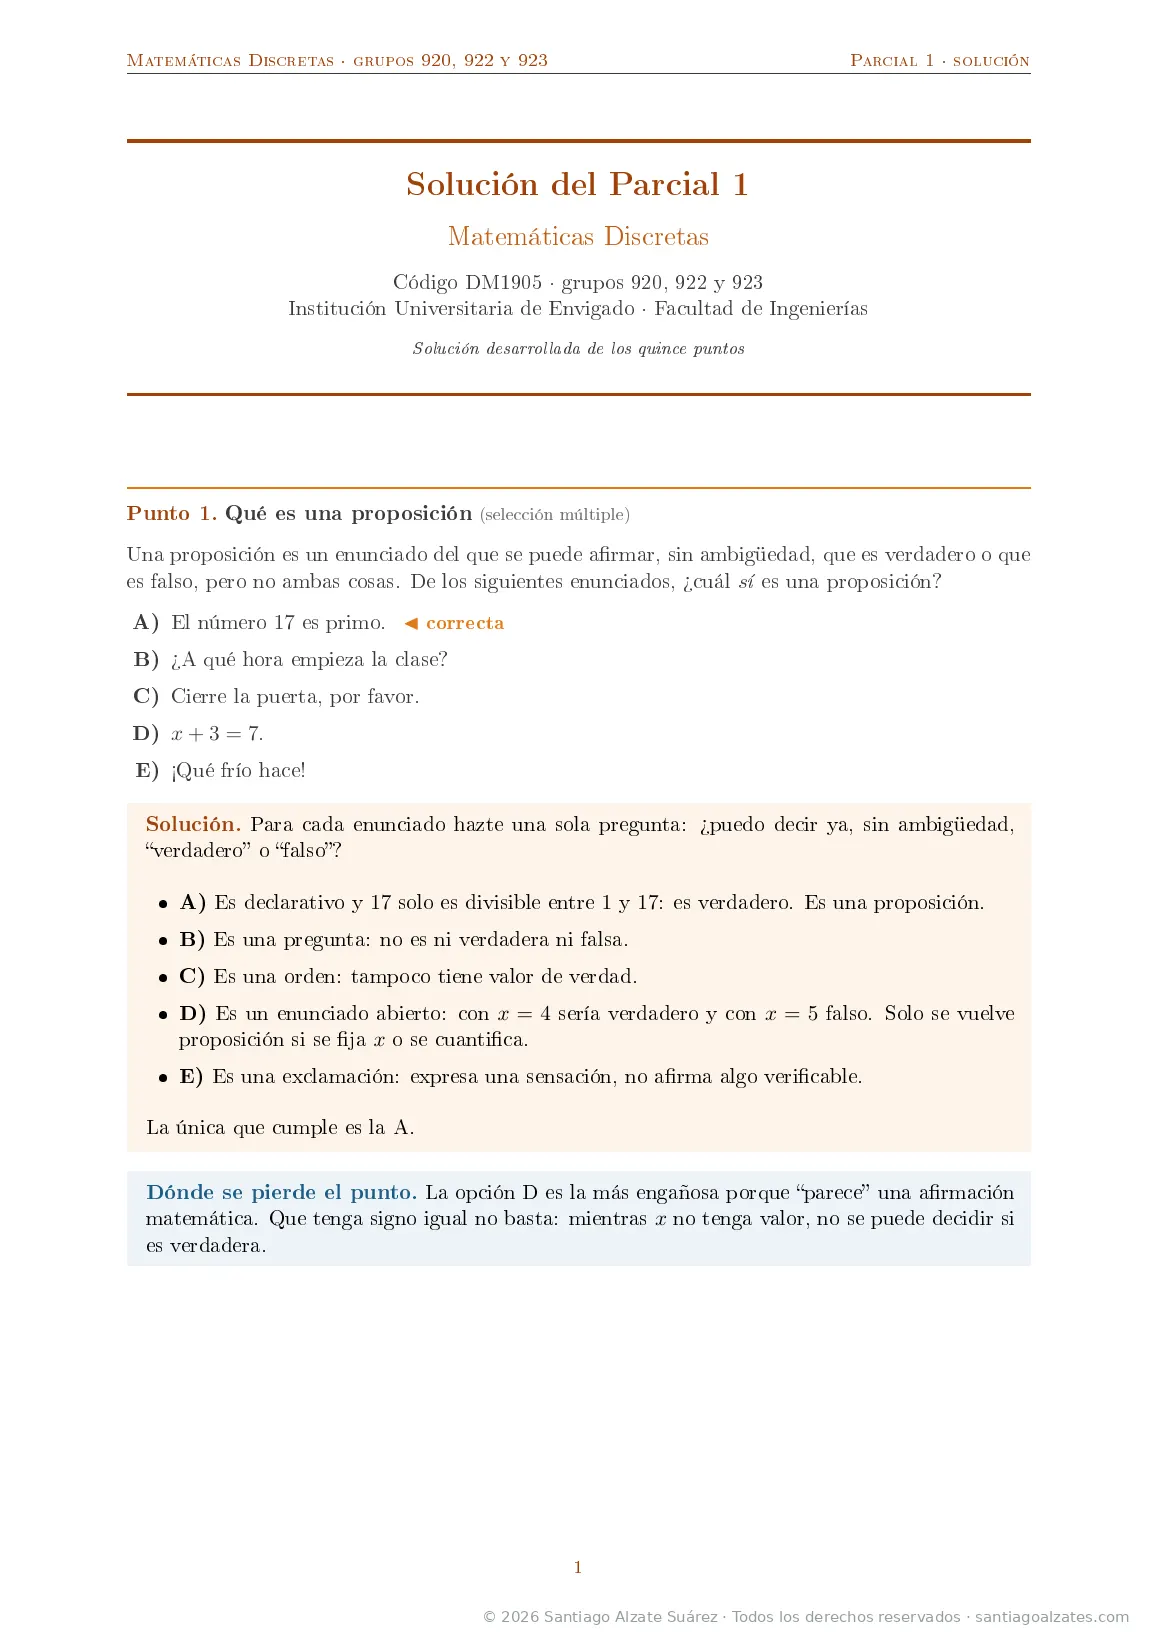 Matemáticas Discretas · grupos 920, 922 y 923
Parcial 1 · solución
Solución del Parcial 1
Matemáticas Discretas
Código DM1905 · grupos 920, 922 y 923
Institución Universitaria de Envigado · Facultad de Ingenierías
Solución desarrollada de los quince puntos
Punto 1. Qué es una proposición (selección múltiple)
Una proposición es un enunciado del que se puede afirmar, sin ambigüedad, que es verdadero o que
es falso, pero no ambas cosas. De los siguientes enunciados, ¿cuál sí es una proposición?
A) El número 17 es primo. ◀ correcta
B) ¿A qué hora empieza la clase?
C) Cierre la puerta, por favor.
D) x + 3 = 7.
E) ¡Qué frío hace!
Solución. Para cada enunciado hazte una sola pregunta: ¿puedo decir ya, sin ambigüedad,
“verdadero” o “falso”?
• A) Es declarativo y 17 solo es divisible entre 1 y 17: es verdadero. Es una proposición.
• B) Es una pregunta: no es ni verdadera ni falsa.
• C) Es una orden: tampoco tiene valor de verdad.
• D) Es un enunciado abierto: con x = 4 sería verdadero y con x = 5 falso. Solo se vuelve
proposición si se fija x o se cuantifica.
• E) Es una exclamación: expresa una sensación, no afirma algo verificable.
La única que cumple es la A.
Dónde se pierde el punto. La opción D es la más engañosa porque “parece” una afirmación
matemática. Que tenga signo igual no basta: mientras x no tenga valor, no se puede decidir si
es verdadera.
1
© 2026 Santiago Alzate Suárez · Todos los derechos reservados · santiagoalzates.com